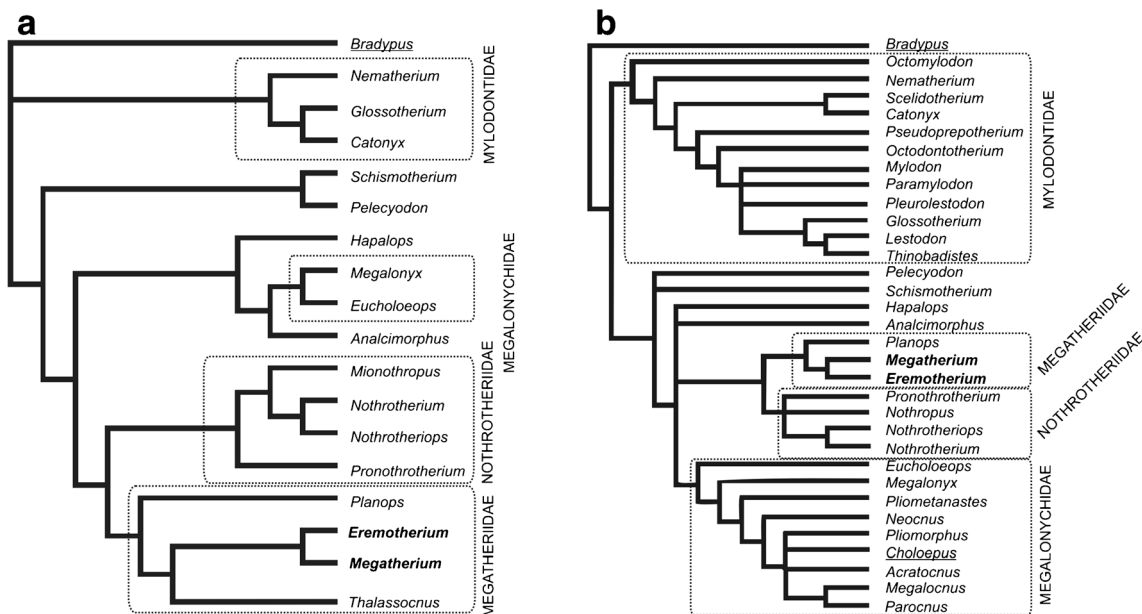 a
Bradypus
Nematherium
Glossotherium
Catonyx
MYLODONTIDAE
Schismotherium
Pelecyodon
Hapalops
Megalonyx
Eucholoeops
Analcimorphus
MEGALONYCHIDAE
Mionothropus
Nothrotherium
Nothrotheriops
Pronothrotherium
NOTHROTHERIIDAE
Planops
Eremotherium
Megatherium
Thalassocnus
MEGATHERIIDAE
b
Bradypus
Octomylodon
Nematherium
Scelidotherium
Catonyx
Pseudoprepotherium
Octodontotherium
Mylodon
Paramylodon
Pleurolestodon
Glossotherium
Lestodon
Thinobadistes
MYLODONTIDAE
Pelecyodon
Schismotherium
Hapalops
Analcimorphus
Planops
Megatherium
Eremotherium
MEGATHERIIDAE
Pronothrotherium
Nothropus
Nothrotheriops
Nothrotherium
NOTHROTHERIIDAE
Eucholoeops
Megalonyx
Pliometanastes
Neocnus
Pliomorphus
Choloepus
Acratocnus
Megalocnus
Parocnus
MEGALONYCHIDAE